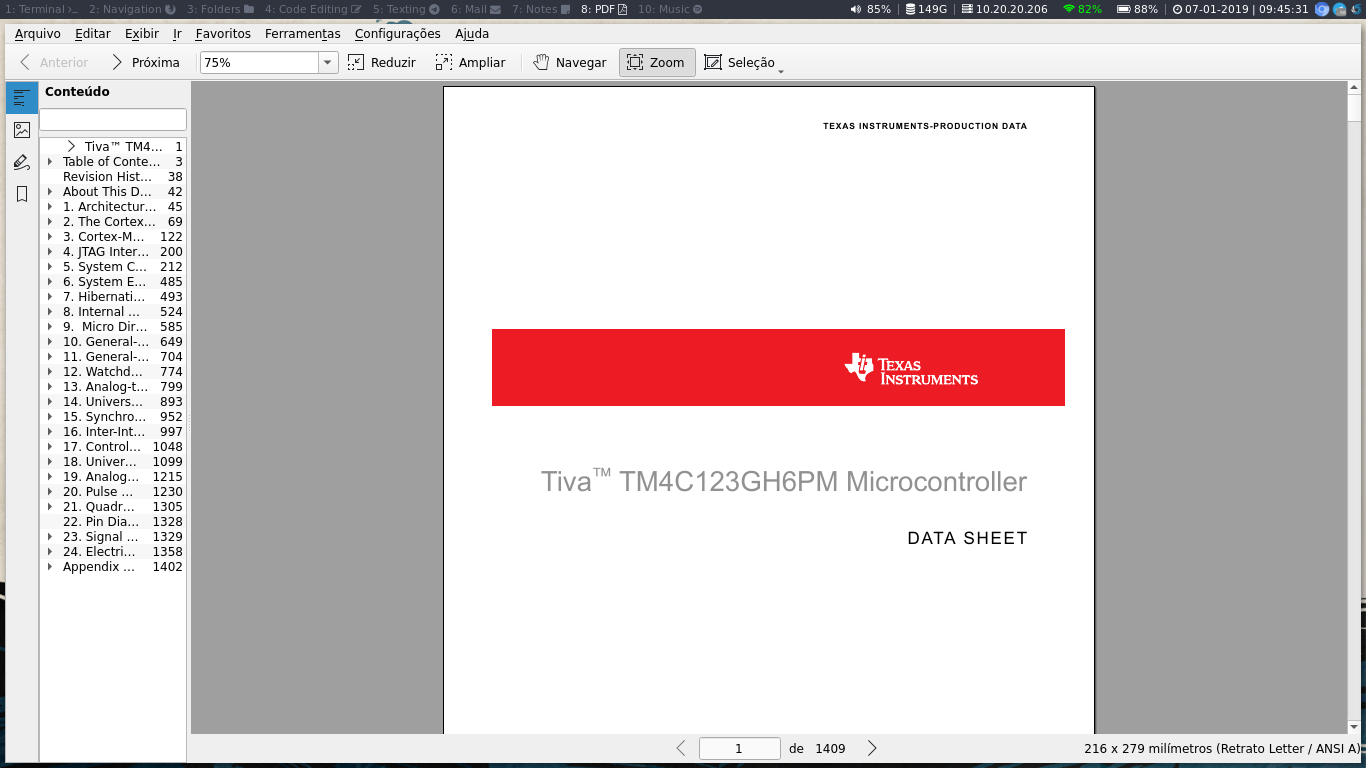 1: Terminal 2: Navigation 3: Folders 4: Code Editing 5: Texting 6: Mail 7: Notes 8: PDF 10: Music 85% | 149G | 10.20.20.206 82% 88% | 07-01-2019 | 09:45:31
Arquivo Editar Exibir Ir Favoritos Ferramentas Configurações Ajuda
Anterior Próxima 75% Reduzir Ampliar Navegar Zoom Seleção
Conteúdo
Tiva™ TM4... 1
Table of Conte... 3
Revision Hist... 38
About This D... 42
1. Architectur... 45
2. The Cortex... 69
3. Cortex-M... 122
4. JTAG Inter... 200
5. System C... 212
6. System E... 485
7. Hibernati... 493
8. Internal ... 524
9. Micro Dir... 585
10. General-... 649
11. General-... 704
12. Watchd... 774
13. Analog-t... 799
14. Univers... 893
15. Synchro... 952
16. Inter-Int... 997
17. Control... 1048
18. Univer... 1099
19. Analog... 1215
20. Pulse ... 1230
21. Quadr... 1305
22. Pin Dia... 1328
23. Signal ... 1329
24. Electri... 1358
Appendix ... 1402
TEXAS INSTRUMENTS-PRODUCTION DATA
TEXAS
INSTRUMENTS
Tiva™ TM4C123GH6PM Microcontroller
DATA SHEET
1 de 1409
216 x 279 milímetros (Retrato Letter / ANSI A)